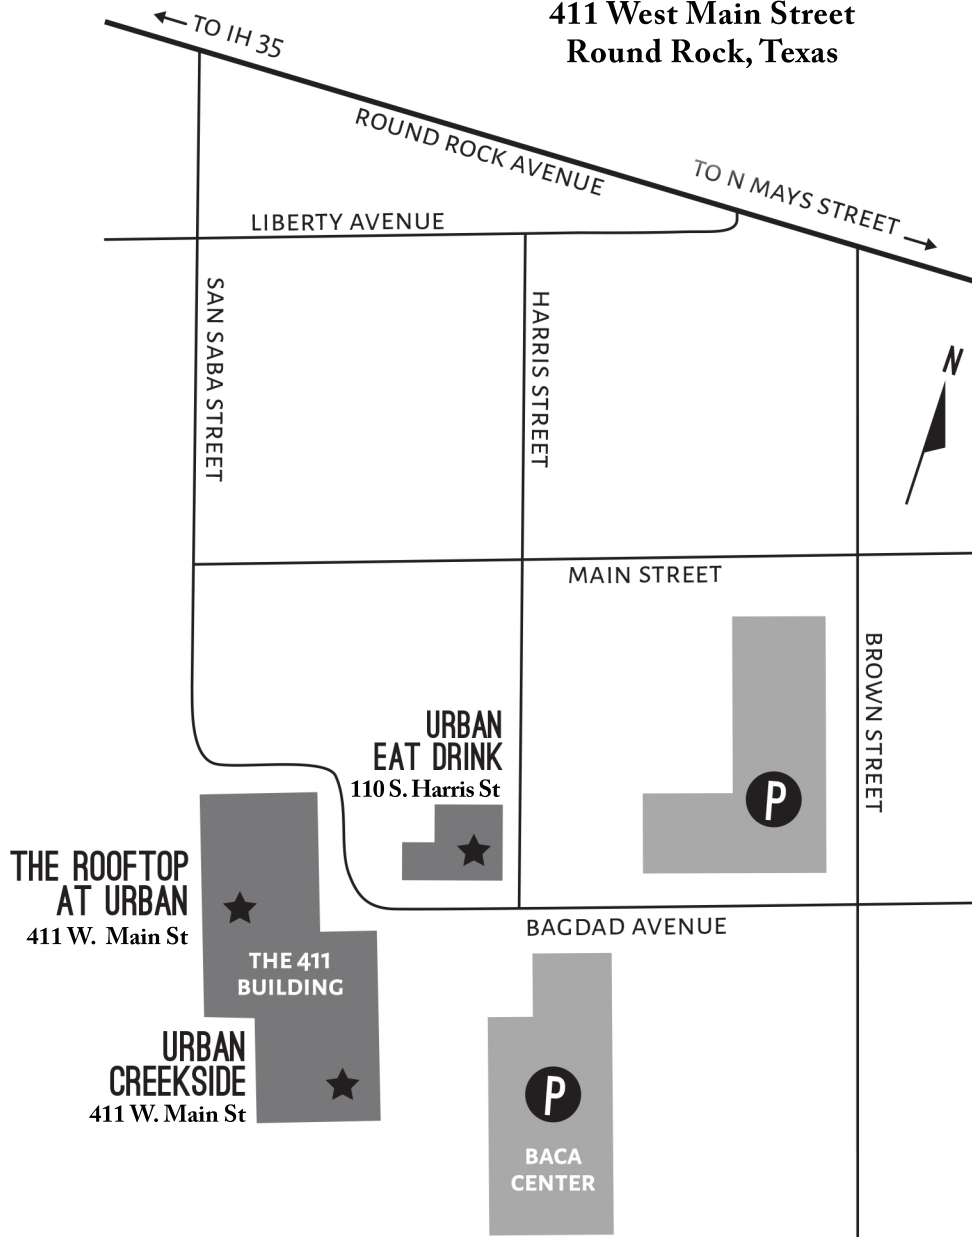 411 West Main Street
Round Rock, Texas
TO IH 35
ROUND ROCK AVENUE
TO N MAYS STREET
LIBERTY AVENUE
SAN SABA STREET
HARRIS STREET
N
MAIN STREET
BROWN STREET
URBAN
EAT DRINK
110 S. Harris St
P
THE ROOFTOP
AT URBAN
411 W. Main St
BAGDAD AVENUE
THE 411
BUILDING
URBAN
CREEKSIDE
411 W. Main St
P
BACA
CENTER